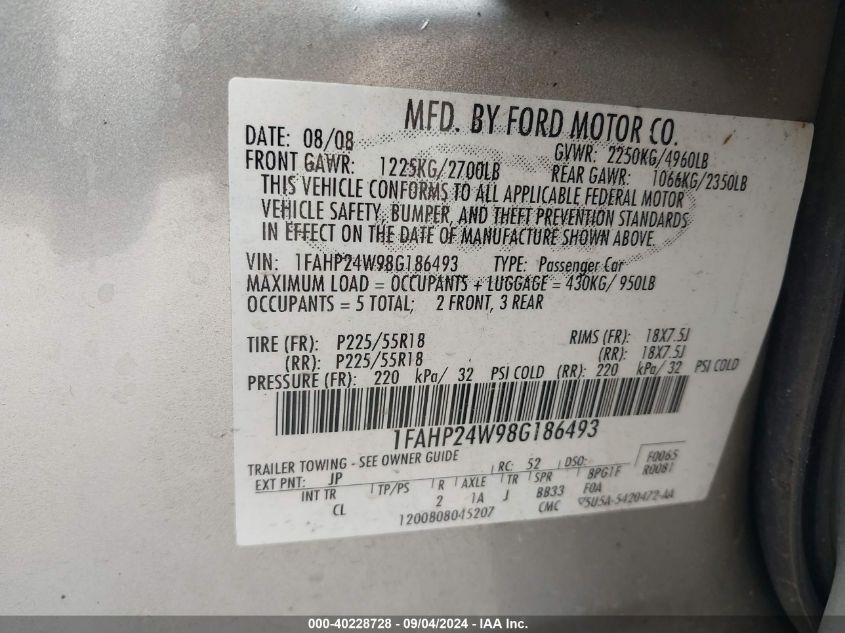 MFD. BY FORD MOTOR CO.
DATE: 08/08 GVWR: 2250KG/4960LB
FRONT GAWR: 1225KG/2700LB REAR GAWR: 1066KG/2350LB
THIS VEHICLE CONFORMS TO ALL APPLICABLE FEDERAL MOTOR
VEHICLE SAFETY, BUMPER, AND THEFT PREVENTION STANDARDS
IN EFFECT ON THE DATE OF MANUFACTURE SHOWN ABOVE.
VIN: 1FAHP24W98G186493 TYPE: Passenger Car
MAXIMUM LOAD = OCCUPANTS + LUGGAGE = 430KG/ 950LB
OCCUPANTS = 5 TOTAL; 2 FRONT, 3 REAR
TIRE (FR): P225/55R18 RIMS (FR): 18X7.5J
(RR): P225/55R18 (RR): 18X7.5J
PRESSURE (FR): 220 kPa/ 32 PSI COLD (RR): 220 kPa/ 32 PSI COLD
1FAHP24W98G186493
TRAILER TOWING - SEE OWNER GUIDE F0065
EXT PNT: JP RC: 52 DSO: R0081
INT TR TP/PS R AXLE TR SPR BPG1F
CL 2 1A J BB33 F0A
1200808045207 CMC 5U5A-5420472-AA
000-40228728 - 09/04/2024 - IAA Inc.